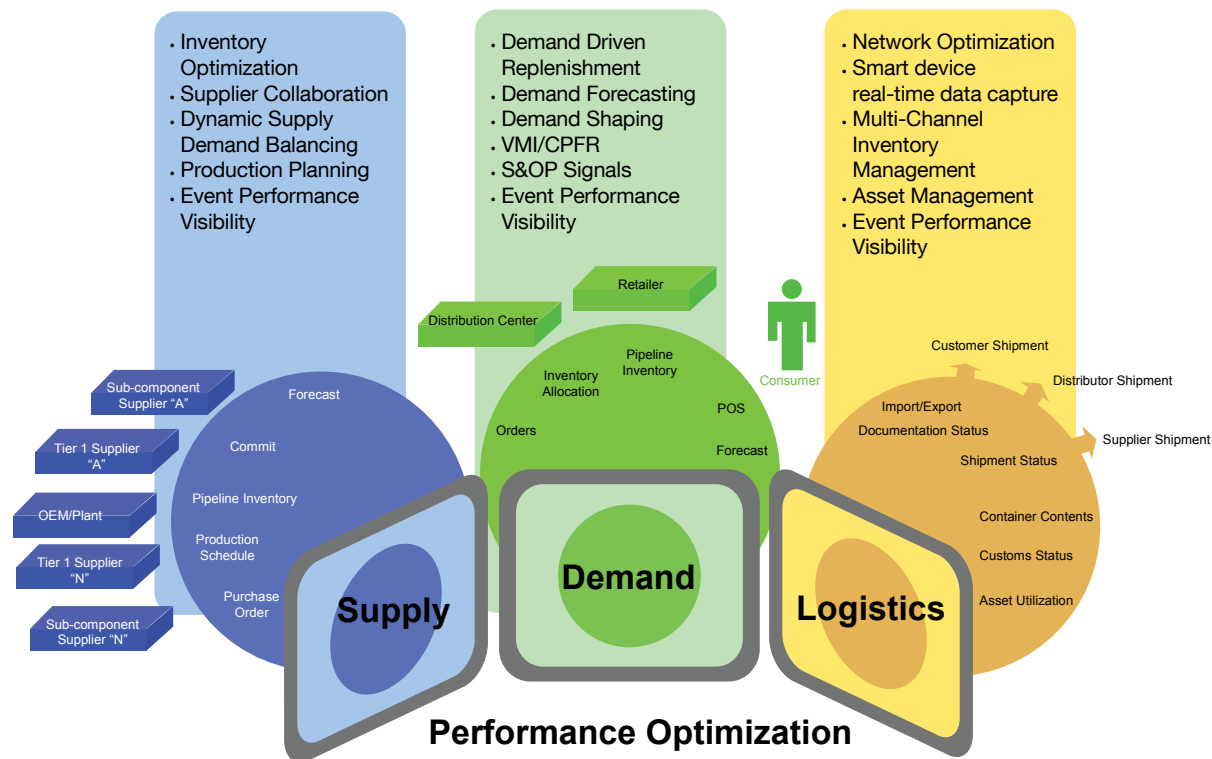 · Inventory
Optimization
· Supplier Collaboration
· Dynamic Supply
Demand Balancing
· Production Planning
· Event Performance
Visibility
· Demand Driven
Replenishment
· Demand Forecasting
· Demand Shaping
· VMI/CPFR
· S&OP Signals
· Event Performance
Visibility
· Network Optimization
· Smart device
real-time data capture
· Multi-Channel
Inventory
Management
· Asset Management
· Event Performance
Visibility
Sub-component
Supplier “A”
Tier 1 Supplier
“A”
OEM/Plant
Tier 1 Supplier
“N”
Sub-component
Supplier “N”
Forecast
Commit
Pipeline Inventory
Production
Schedule
Purchase
Order
Supply
Distribution Center
Retailer
Consumer
Orders
Inventory
Allocation
Pipeline
Inventory
POS
Forecast
Demand
Customer Shipment
Distributor Shipment
Supplier Shipment
Import/Export
Documentation Status
Shipment Status
Container Contents
Customs Status
Asset Utilization
Logistics
Performance Optimization